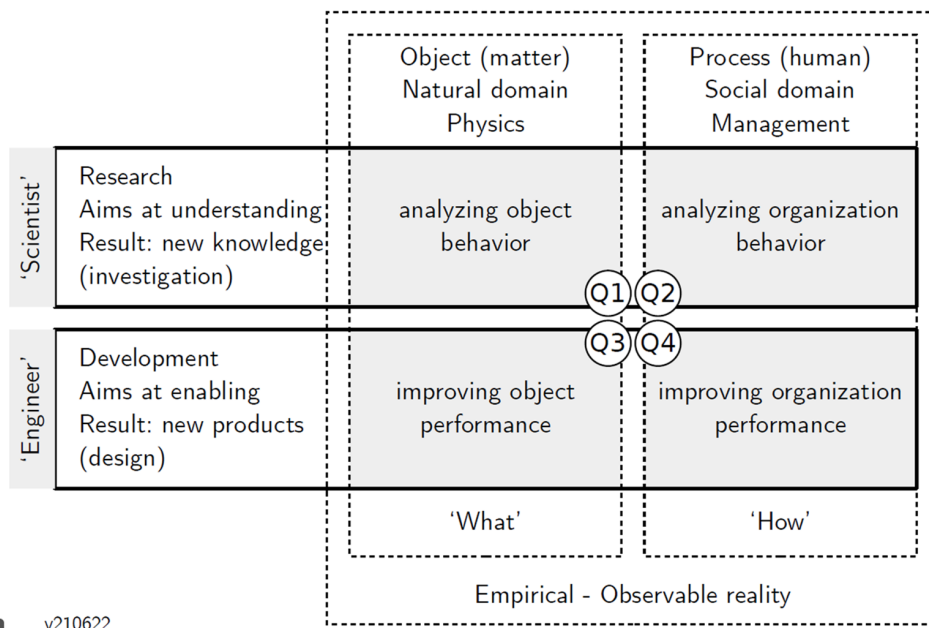 Object (matter)
Natural domain
Physics
Process (human)
Social domain
Management
‘Scientist’
Research
Aims at understanding
Result: new knowledge
(investigation)
analyzing object
behavior
analyzing organization
behavior
Q1
Q2
Q3
Q4
‘Engineer’
Development
Aims at enabling
Result: new products
(design)
improving object
performance
improving organization
performance
‘What’
‘How’
Empirical - Observable reality
v210622